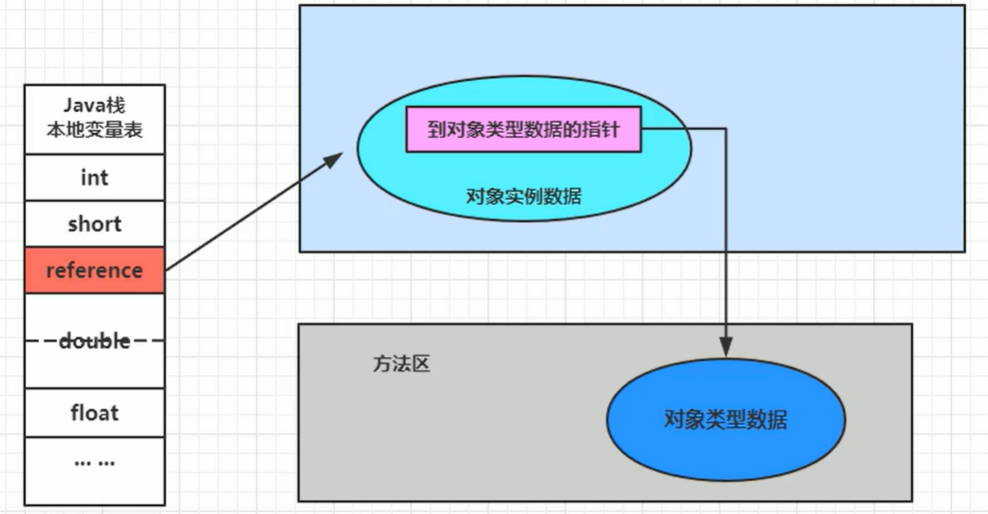 Java栈
本地变量表
int
short
reference
double
float
... ...
到对象类型数据的指针
对象实例数据
方法区
对象类型数据